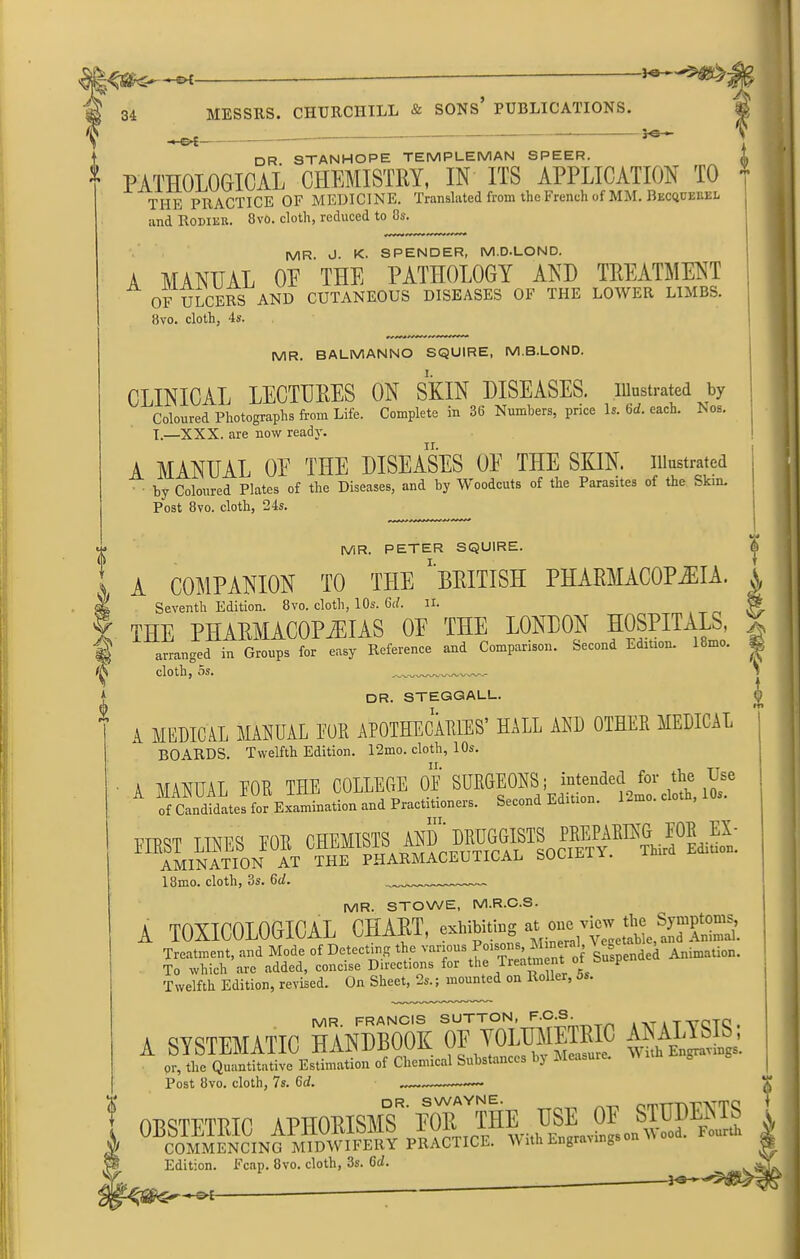 34 MESSRS. CHURCHILL & SONS' PUBLICATIONS.
DR. STANHOPE TEMPLEMAN SPEER.
PATHOLOGICAL CHEMISTRY, IN ITS APPLICATION TO
THE PRACTICE OF MEDICINE. Translated from the French of MM. BECQUEREL
and RODIER. 8vo. cloth, reduced to 8s.
MR. J. K. SPENDER, M.D.LOND.
A MANUAL OF THE PATHOLOGY AND TREATMENT
OF ULCERS AND CUTANEOUS DISEASES OF THE LOWER LIMBS.
8vo. cloth, 4s.
MR. BALMANNO SQUIRE, M.B.LOND.
I.
CLINICAL LECTURES ON SKIN DISEASES. Illustrated by
Coloured Photographs from Life. Complete in 36 Numbers, price 1s. 6d. each. Nos.
I.—XXX. are now ready.
II.
A MANUAL OF THE DISEASES OF THE SKIN. Illustrated
by Coloured Plates of the Diseases, and by Woodcuts of the Parasites of the Skin.
Post 8vo. cloth, 24s.
MR. PETER SQUIRE.
I.
A COMPANION TO THE BRITISH PHARMACOPÆIA.
Seventh Edition. 8vo. cloth, 10s. 6d. II.
THE PHARMACOPÆIAS OF THE LONDON HOSPITALS,
arranged in Groups for easy Reference and Comparison. Second Edition. 18mo.
cloth, 5s.
DR. STEGGALL.
I.
A MEDICAL MANUAL FOR APOTHECARIES' HALL AND OTHER MEDICAL
BOARDS. Twelfth Edition. 12mo. cloth, 10s.
II.
A MANUAL FOR THE COLLEGE OF SURGEONS; intended for the Use
of Candidates for Examination and Practitioners. Second Edition. 12mo. cloth, 10s.
III.
FIRST LINES FOR CHEMISTS AND DRUGGISTS PREPARING FOR EX-
AMINATION AT THE PHARMACEUTICAL SOCIETY. Third Edition.
18mo. cloth, 3s. 6d.
MR. STOWE, M.R.C.S.
A TOXICOLOGICAL CHART, exhibiting at one view the Symptoms,
Treatment, and Mode of Detecting the various Poisons, Mineral, Vegetable, and Animal.
To which are added, concise Directions for the Treatment of Suspended Animation.
Twelfth Edition, revised. On Sheet, 2s.; mounted on Roller, 5s.
MR. FRANCIS SUTTON, F.C.S.
A SYSTEMATIC HANDBOOK OF VOLUMETRIC ANALYSIS;
or, the Quantitative Estimation of Chemical Substances by Measure. With Engravings.
Post 8vo. cloth, 7s. 6d.
DR. SWAYNE.
OBSTETRIC APHORISMS FOR THE USE OF STUDENTS
COMMENCING MIDWIFERY PRACTICE. With Engravings on Wood. Fourth
Edition. Fcap. 8vo. cloth, 3s. 6d.